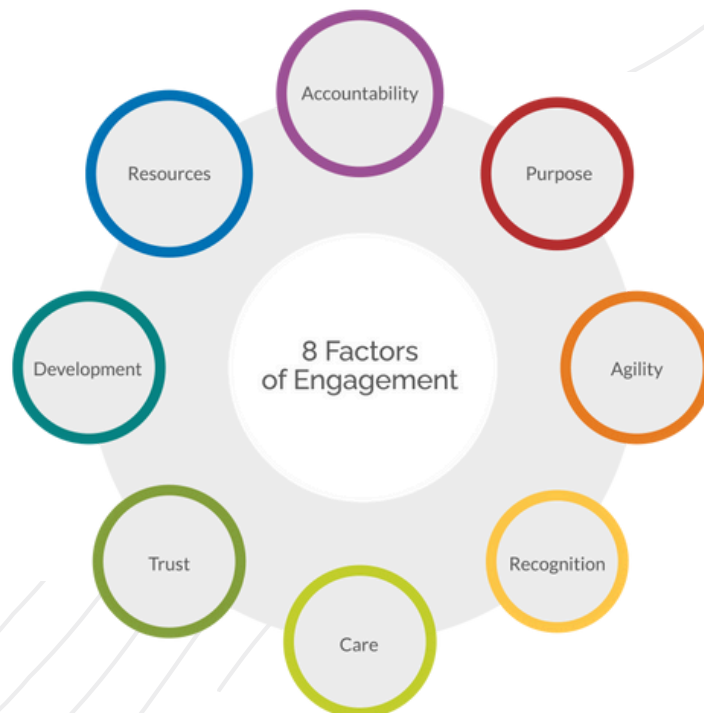 Accountability
Purpose
Agility
Recognition
Care
Trust
Development
Resources
8 Factors
of Engagement